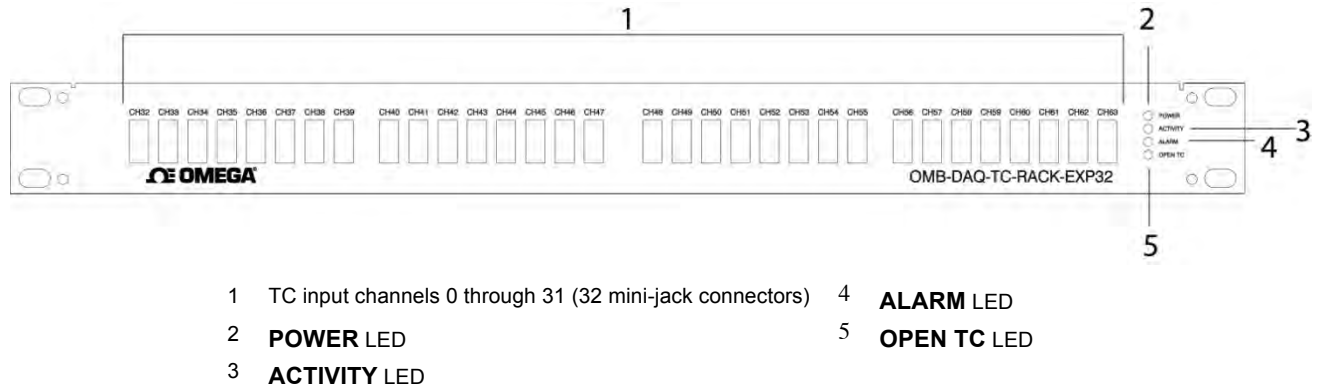 1 2
CH32 CH33 CH34 CH35 CH36 CH37 CH38 CH39 CH40 CH41 CH42 CH43 CH44 CH45 CH46 CH47 CH48 CH49 CH50 CH51 CH52 CH53 CH54 CH55 CH56 CH57 CH58 CH59 CH60 CH61 CH62 CH63
POWER
ACTIVITY 3
ALARM 4
OPEN TC
ΩE OMEGA OMB-DAQ-TC-RACK-EXP32
5
1 TC input channels 0 through 31 (32 mini-jack connectors) 4 ALARM LED
2 POWER LED 5 OPEN TC LED
3 ACTIVITY LED